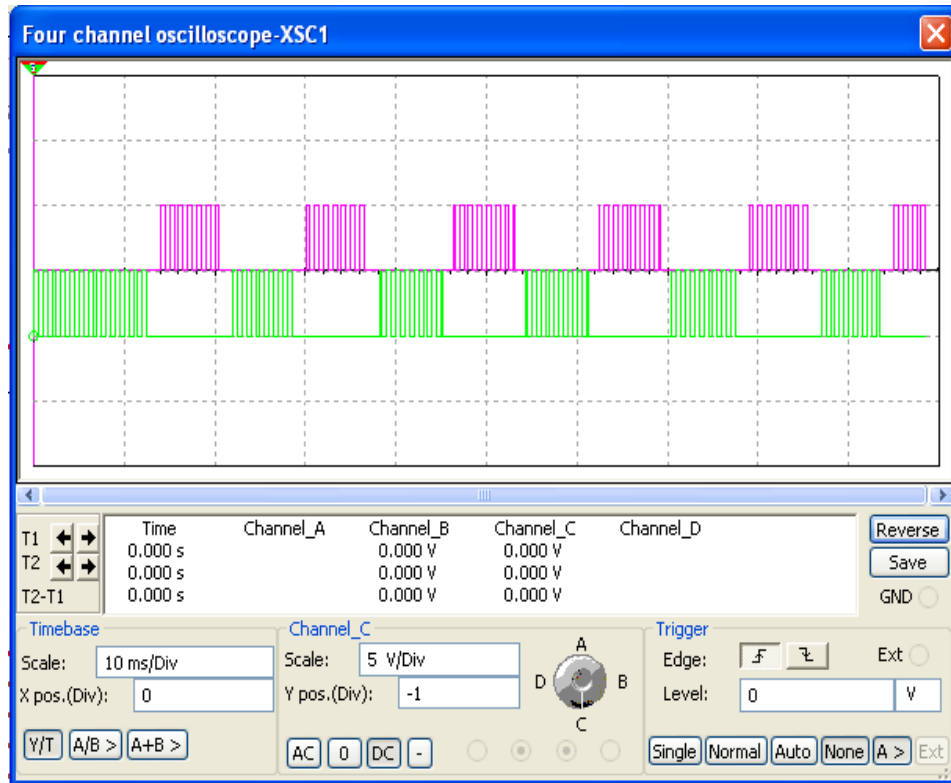 Four channel oscilloscope-XSC1
T1
T2
T2-T1
Time Channel_A Channel_B Channel_C Channel_D
0.000 s 0.000 V 0.000 V
0.000 s 0.000 V 0.000 V
0.000 s 0.000 V 0.000 V
Reverse
Save
GND
Timebase
Scale: 10 ms/Div
X pos.(Div): 0
Y/T A/B > A+B >
Channel_C
Scale: 5 V/Div
Y pos.(Div): -1
AC 0 DC -
A
D B
C
Trigger
Edge: Ext
Level: 0 V
Single Normal Auto None A > Ext